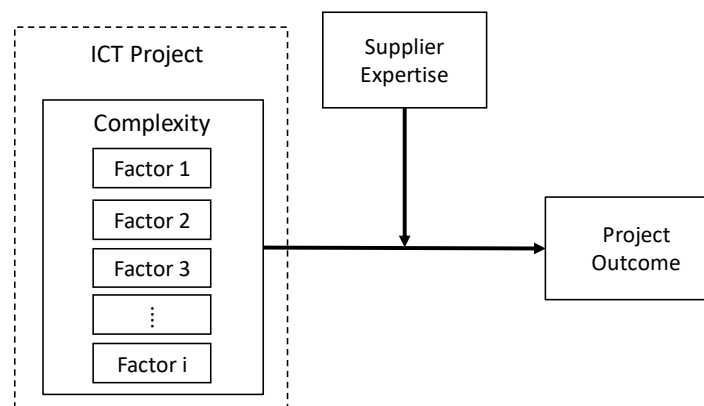 ICT Project
Supplier
Expertise
Complexity
Factor 1
Factor 2
Factor 3
Factor i
Project
Outcome